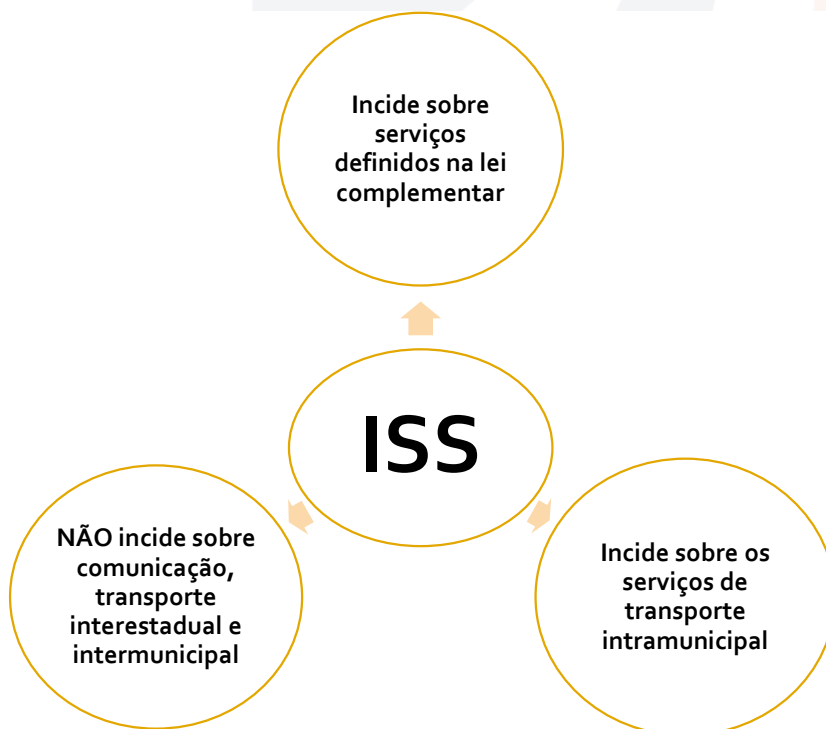 Incide sobre
serviços
definidos na lei
complementar
ISS
NÃO incide sobre
comunicação,
transporte
interestadual e
intermunicipal
Incide sobre os
serviços de
transporte
intramunicipal